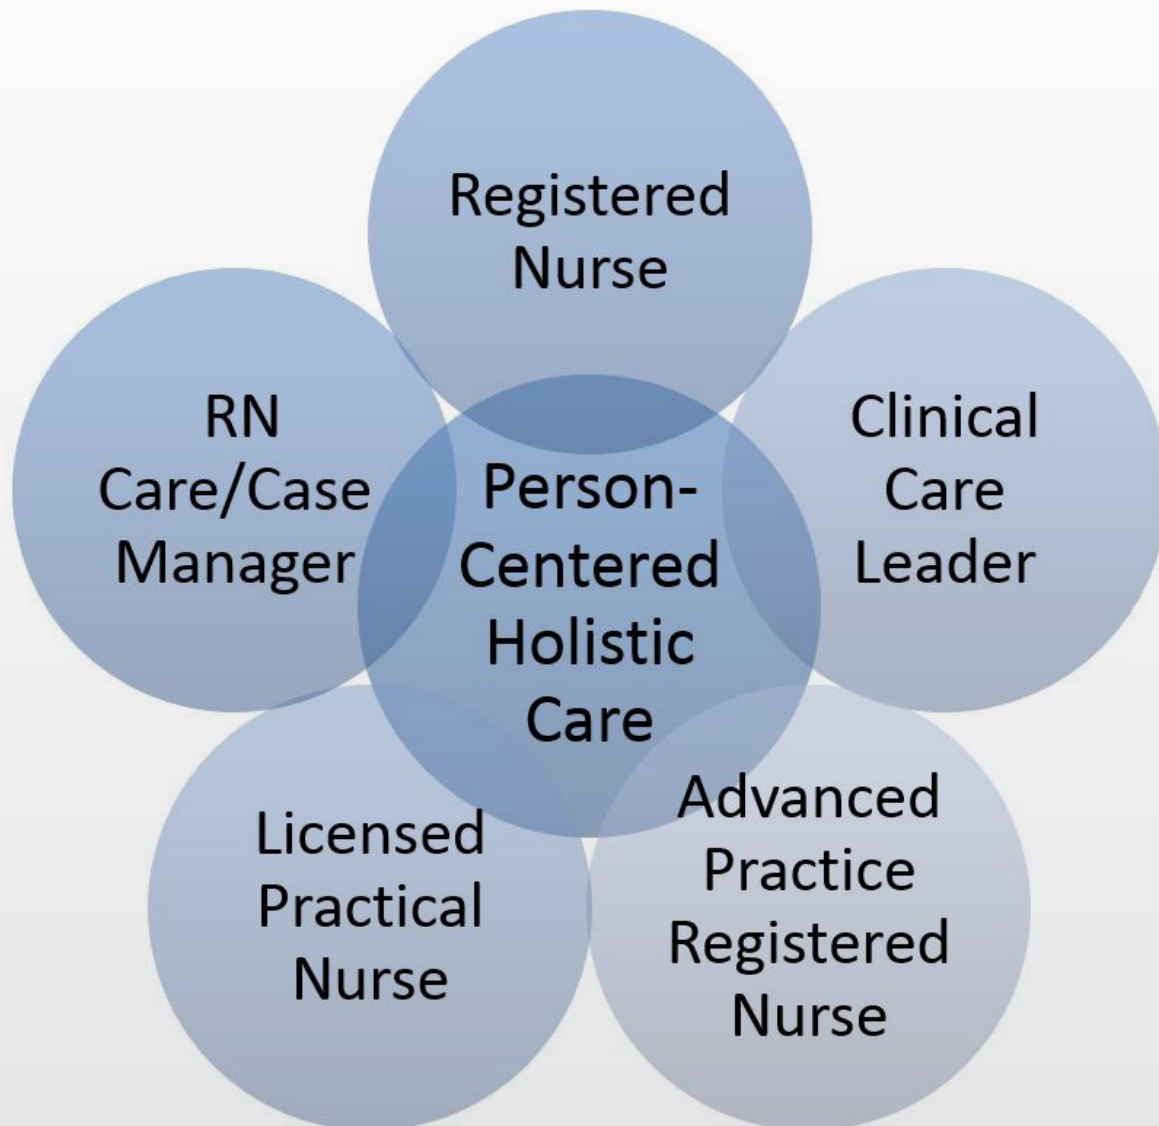 Registered
Nurse
RN
Care/Case
Manager
Person-
Centered
Holistic
Care
Clinical
Care
Leader
Licensed
Practical
Nurse
Advanced
Practice
Registered
Nurse